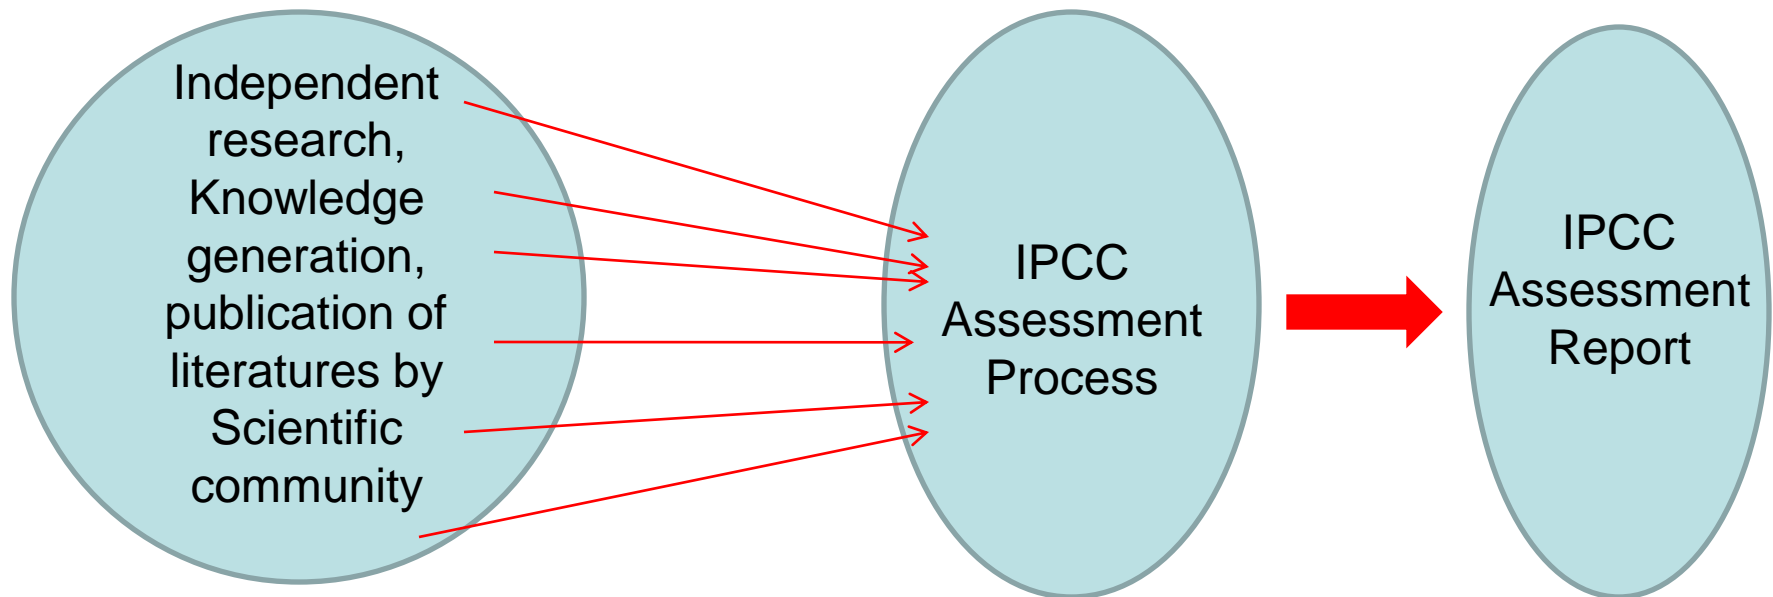 Independent
research,
Knowledge
generation,
publication of
literatures by
Scientific
community
IPCC
Assessment
Process
IPCC
Assessment
Report